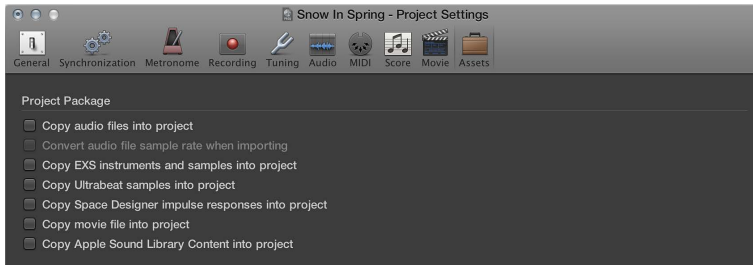 Snow In Spring - Project Settings
General Synchronization Metronome Recording Tuning Audio MIDI Score Movie Assets
Project Package
Copy audio files into project
Convert audio file sample rate when importing
Copy EXS instruments and samples into project
Copy Ultrabeat samples into project
Copy Space Designer impulse responses into project
Copy movie file into project
Copy Apple Sound Library Content into project